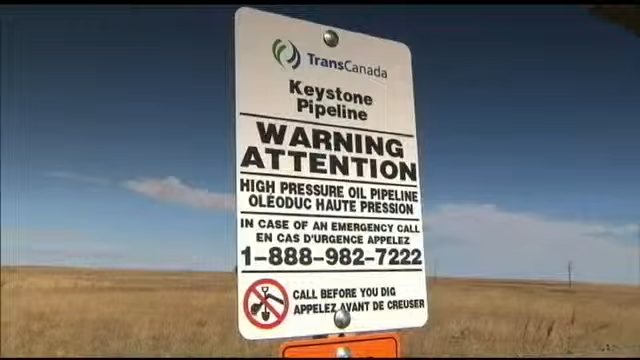 TransCanada
Keystone
Pipeline
WARNING
ATTENTION
HIGH PRESSURE OIL PIPELINE
OLÉODUC HAUTE PRESSION
IN CASE OF AN EMERGENCY CALL
EN CAS D'URGENCE APPELEZ
1-888-982-7222
CALL BEFORE YOU DIG
APPELEZ AVANT DE CREUSER